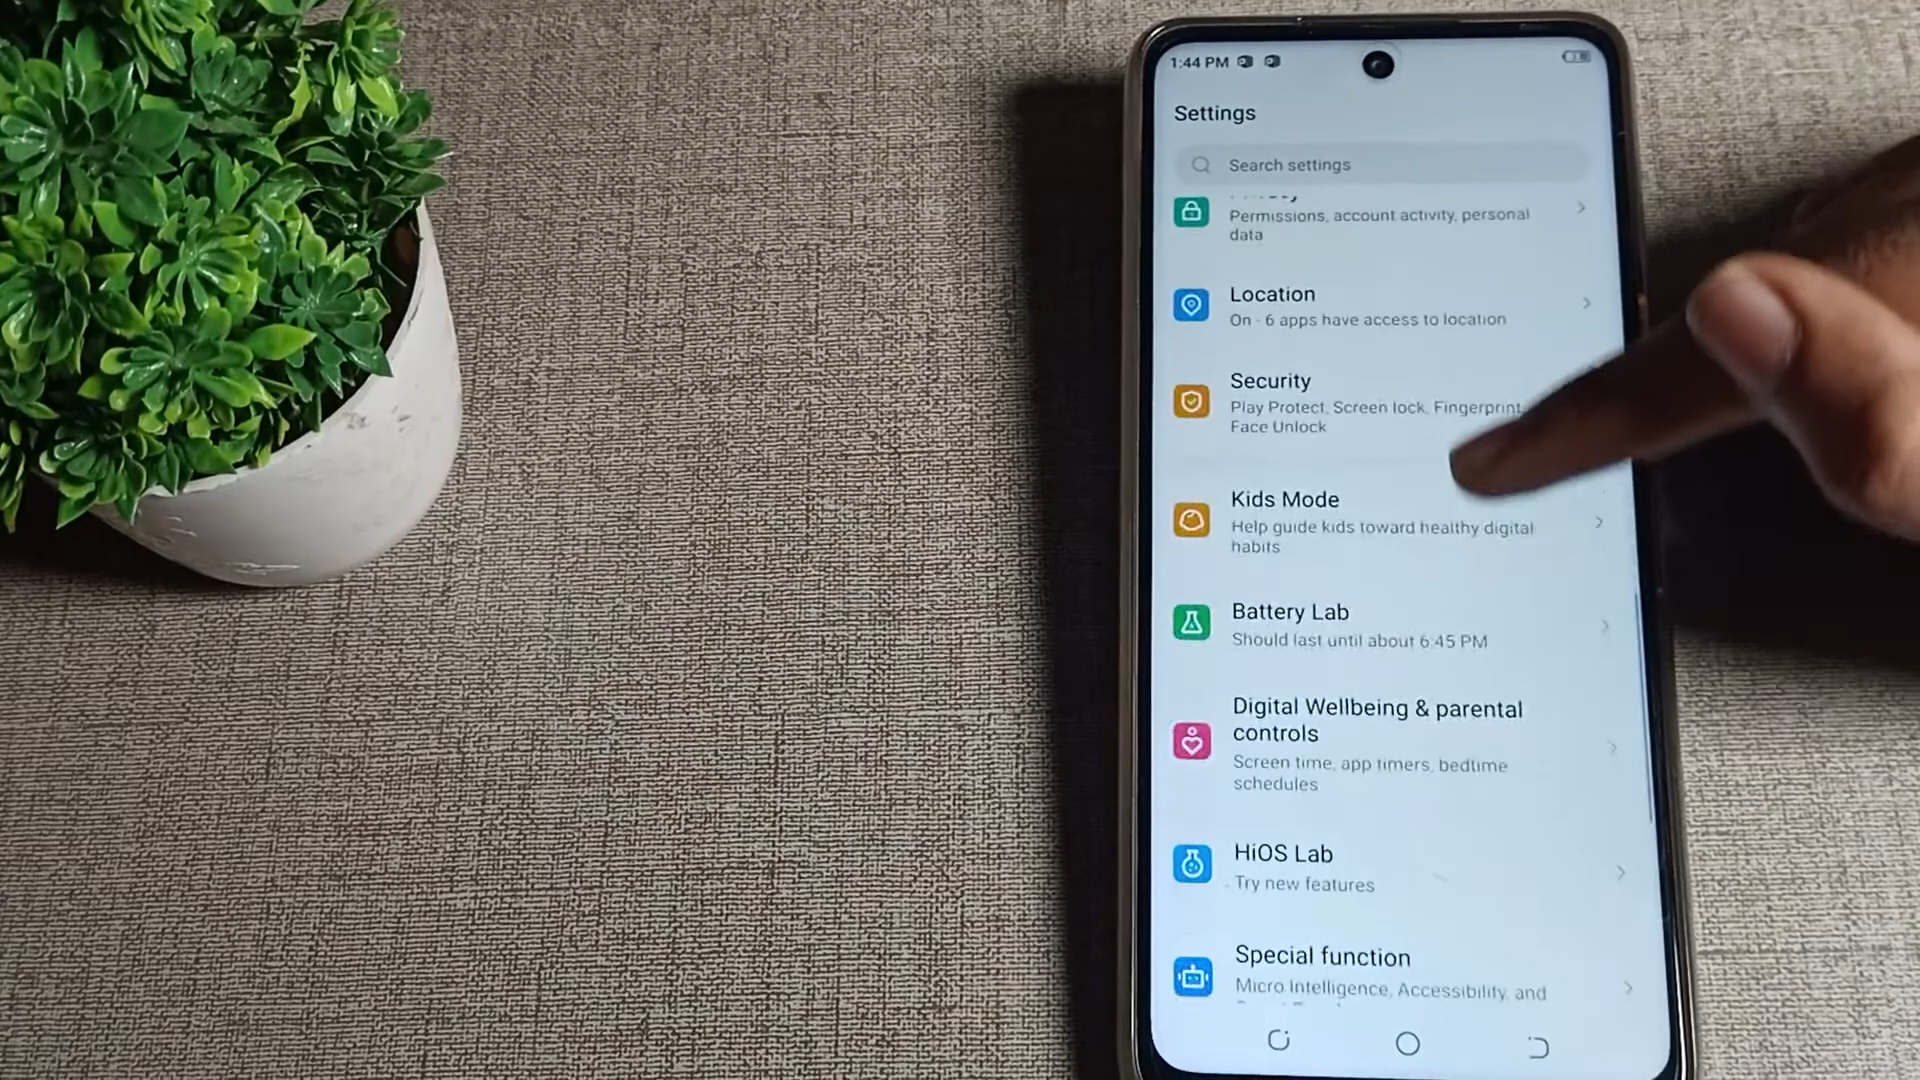 1:44 PM
Settings
Search settings
Permissions, account activity, personal
data
Location
On · 6 apps have access to location
Security
Play Protect, Screen lock, Fingerprint,
Face Unlock
Kids Mode
Help guide kids toward healthy digital
habits
Battery Lab
Should last until about 6:45 PM
Digital Wellbeing & parental
controls
Screen time, app timers, bedtime
schedules
HiOS Lab
Try new features
Special function
Micro Intelligence, Accessibility, and